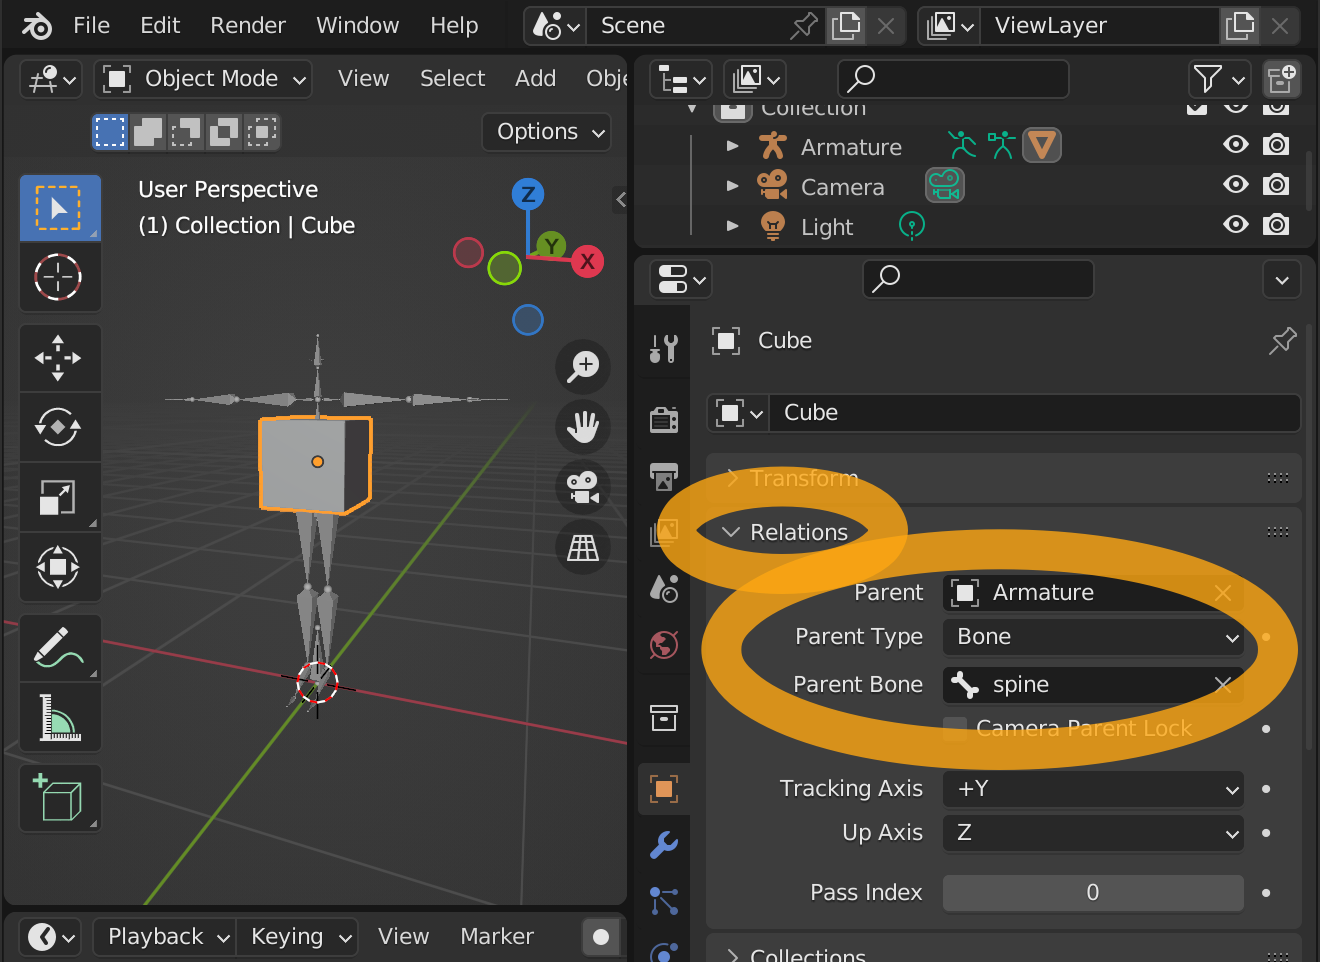 File Edit Render Window Help Scene ViewLayer
Object Mode View Select Add Obje
Options
User Perspective
(1) Collection | Cube
Z
Y
X
Playback Keying View Marker
Collection
Armature
Camera
Light
Cube
Cube
Transform
Relations
Parent Armature
Parent Type Bone
Parent Bone spine
Camera Parent Lock
Tracking Axis +Y
Up Axis Z
Pass Index 0
Collections